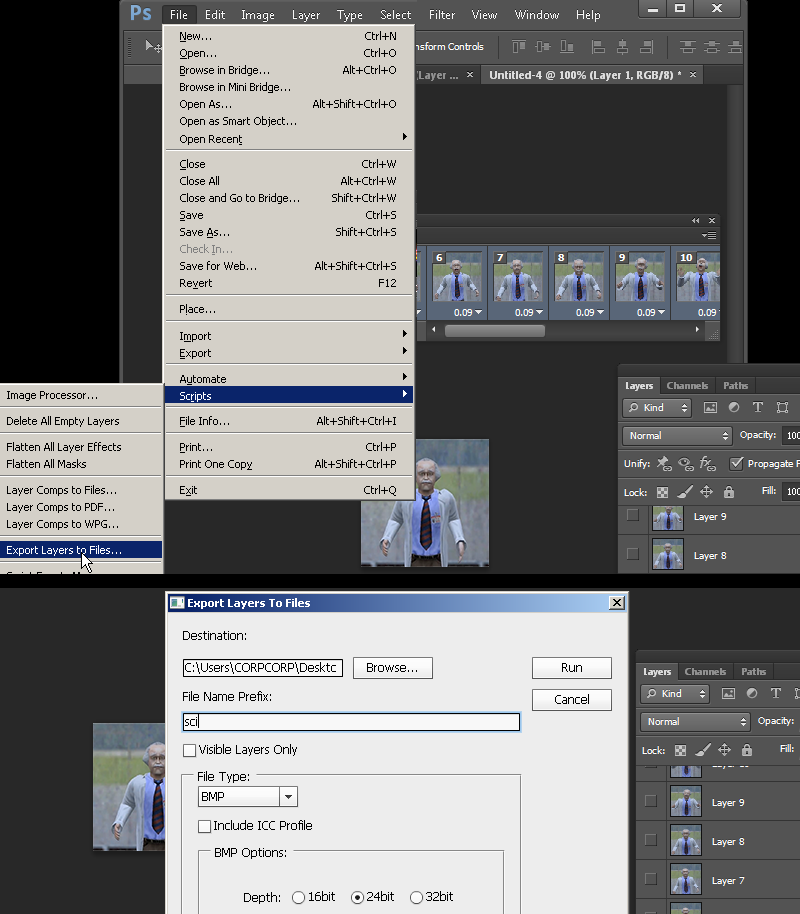 Ps File Edit Image Layer Type Select Filter View Window Help
New... Ctrl+N
Open... Ctrl+O
nsform Controls
Browse in Bridge... Alt+Ctrl+O
Browse in Mini Bridge...
(Layer ... × Untitled-4 @ 100% (Layer 1, RGB/8) * ×
Open As... Alt+Shift+Ctrl+O
Open as Smart Object...
Open Recent
Close Ctrl+W
Close All Alt+Ctrl+W
Close and Go to Bridge... Shift+Ctrl+W
Save Ctrl+S
Save As... Shift+Ctrl+S
Check In...
Save for Web... Alt+Shift+Ctrl+S
Revert F12
Place...
Import
Export
Automate
Scripts
File Info... Alt+Shift+Ctrl+I
Print... Ctrl+P
Print One Copy Alt+Shift+Ctrl+P
Exit Ctrl+Q
6 7 8 9 10
0.09 0.09 0.09 0.09 0.09
Image Processor...
Delete All Empty Layers
Flatten All Layer Effects
Flatten All Masks
Layer Comps to Files...
Layer Comps to PDF...
Layer Comps to WPG...
Export Layers to Files...
Layers Channels Paths
Kind
Normal Opacity: 100
Unify: Propagate F
Lock: Fill: 100
Layer 9
Layer 8
Export Layers To Files
Destination:
C:\Users\CORPCORP\Desktc Browse... Run
File Name Prefix: Cancel
sci
Visible Layers Only
File Type:
BMP
Include ICC Profile
BMP Options:
Depth: 16bit 24bit 32bit
Layers Channels Paths
Kind
Normal Opacity:
Lock: Fill:
Layer 9
Layer 8
Layer 7